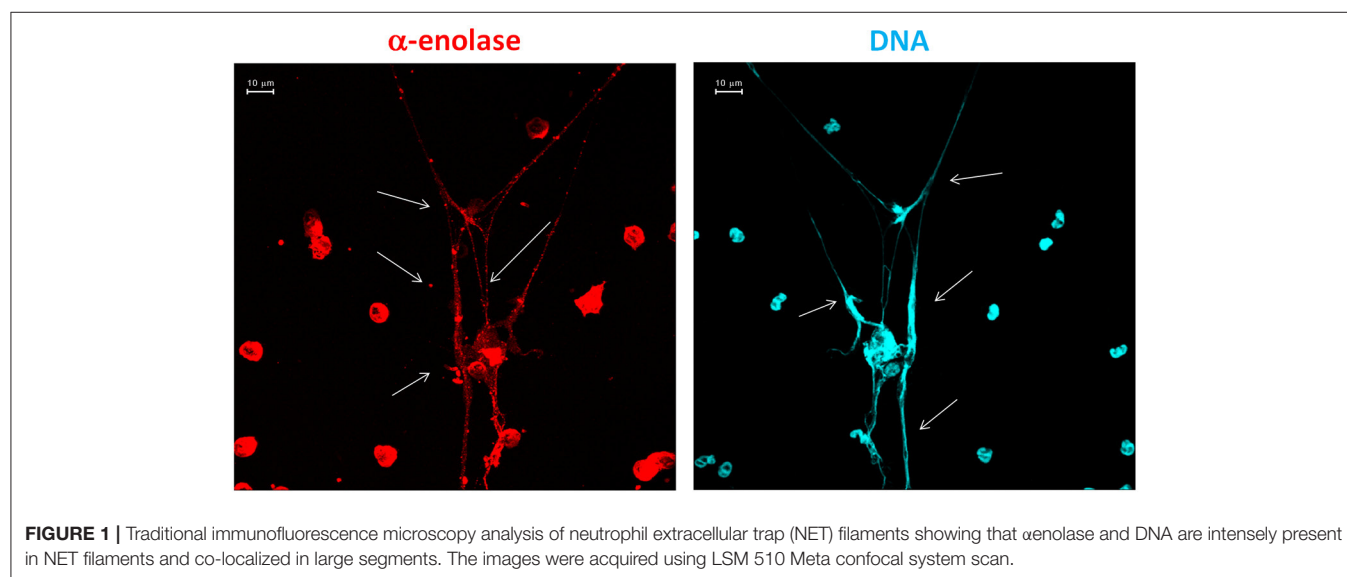 α-enolase
DNA
10 µm
10 µm
FIGURE 1 | Traditional immunofluorescence microscopy analysis of neutrophil extracellular trap (NET) filaments showing that αenolase and DNA are intensely present
in NET filaments and co-localized in large segments. The images were acquired using LSM 510 Meta confocal system scan.